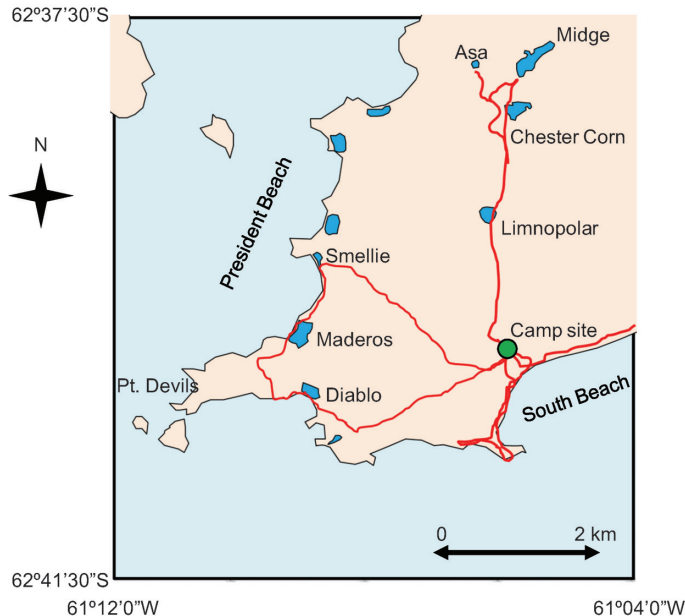 62º37'30"S
Midge
Asa
Chester Corn
N
President Beach
Limnopolar
Smellie
Camp site
Maderos
Pt. Devils
Diablo
South Beach
0 2 km
62º41'30"S
61º12'0"W
61º04'0"W